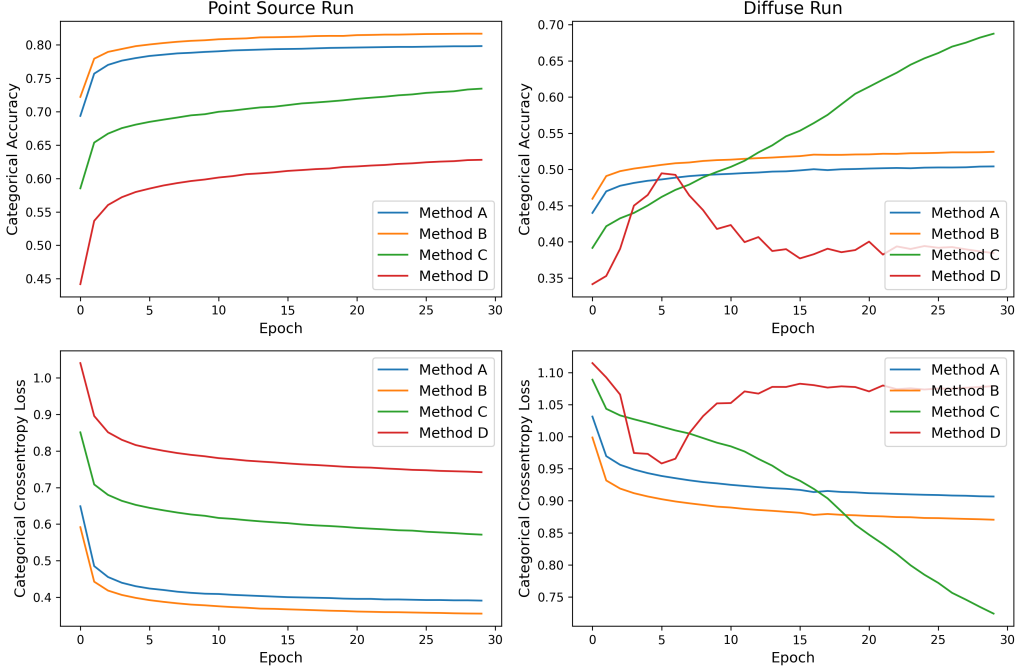 Point Source Run
Categorical Accuracy
0.80
0.75
0.70
0.65
0.60
0.55
0.50
0.45
Method A
Method B
Method C
Method D
0 5 10 15 20 25 30
Epoch
Diffuse Run
Categorical Accuracy
0.70
0.65
0.60
0.55
0.50
0.45
0.40
0.35
Method A
Method B
Method C
Method D
0 5 10 15 20 25 30
Epoch
Categorical Crossentropy Loss
1.0
0.9
0.8
0.7
0.6
0.5
0.4
Method A
Method B
Method C
Method D
0 5 10 15 20 25 30
Epoch
Categorical Crossentropy Loss
1.10
1.05
1.00
0.95
0.90
0.85
0.80
0.75
Method A
Method B
Method C
Method D
0 5 10 15 20 25 30
Epoch